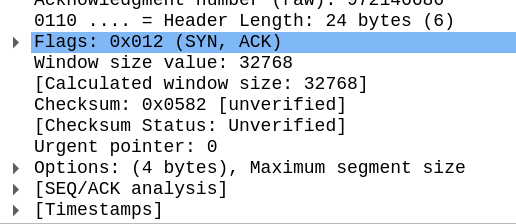 Acknowledgment number (raw): 972146686
0110 .... = Header Length: 24 bytes (6)
Flags: 0x012 (SYN, ACK)
Window size value: 32768
[Calculated window size: 32768]
Checksum: 0x0582 [unverified]
[Checksum Status: Unverified]
Urgent pointer: 0
Options: (4 bytes), Maximum segment size
[SEQ/ACK analysis]
[Timestamps]